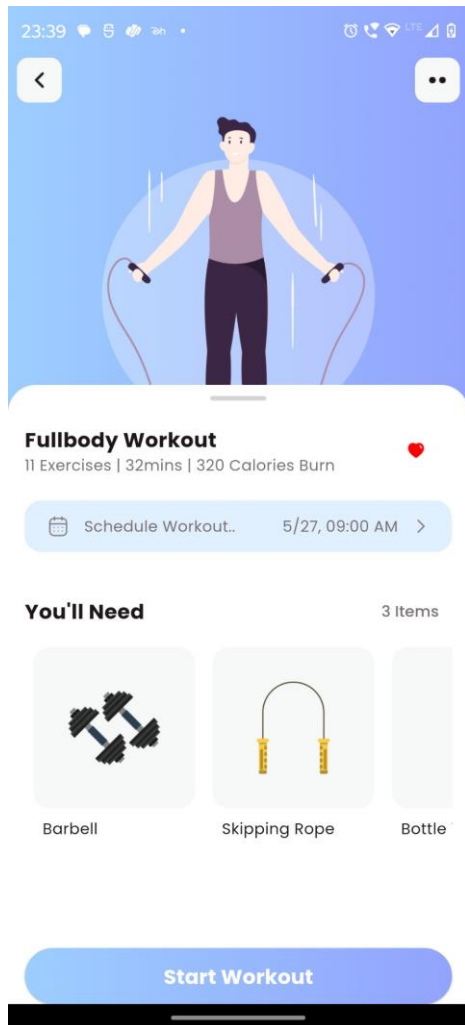 23:39
LTE
Fullbody Workout
11 Exercises | 32mins | 320 Calories Burn
Schedule Workout.. 5/27, 09:00 AM
You'll Need 3 Items
Barbell Skipping Rope Bottle
Start Workout